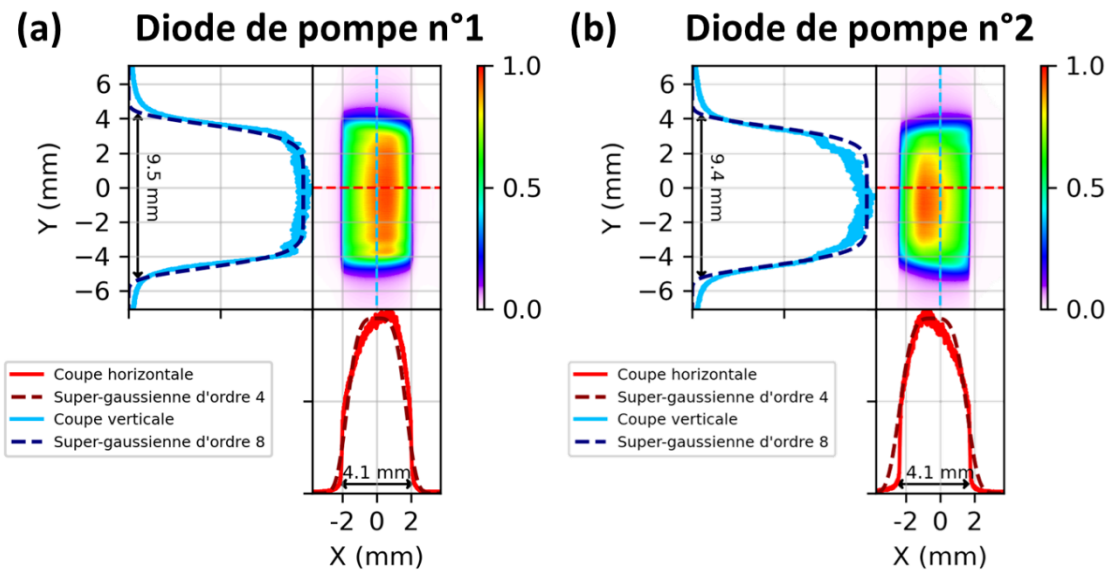 (a) Diode de pompe n°1
6
4
2
0
−2
−4
−6
Y (mm)
9.5 mm
1.0
0.5
0.0
Coupe horizontale
Super-gaussienne d'ordre 4
Coupe verticale
Super-gaussienne d'ordre 8
4.1 mm
-2 0 2
X (mm)
(b) Diode de pompe n°2
6
4
2
0
−2
−4
−6
Y (mm)
9.4 mm
1.0
0.5
0.0
Coupe horizontale
Super-gaussienne d'ordre 4
Coupe verticale
Super-gaussienne d'ordre 8
4.1 mm
-2 0 2
X (mm)